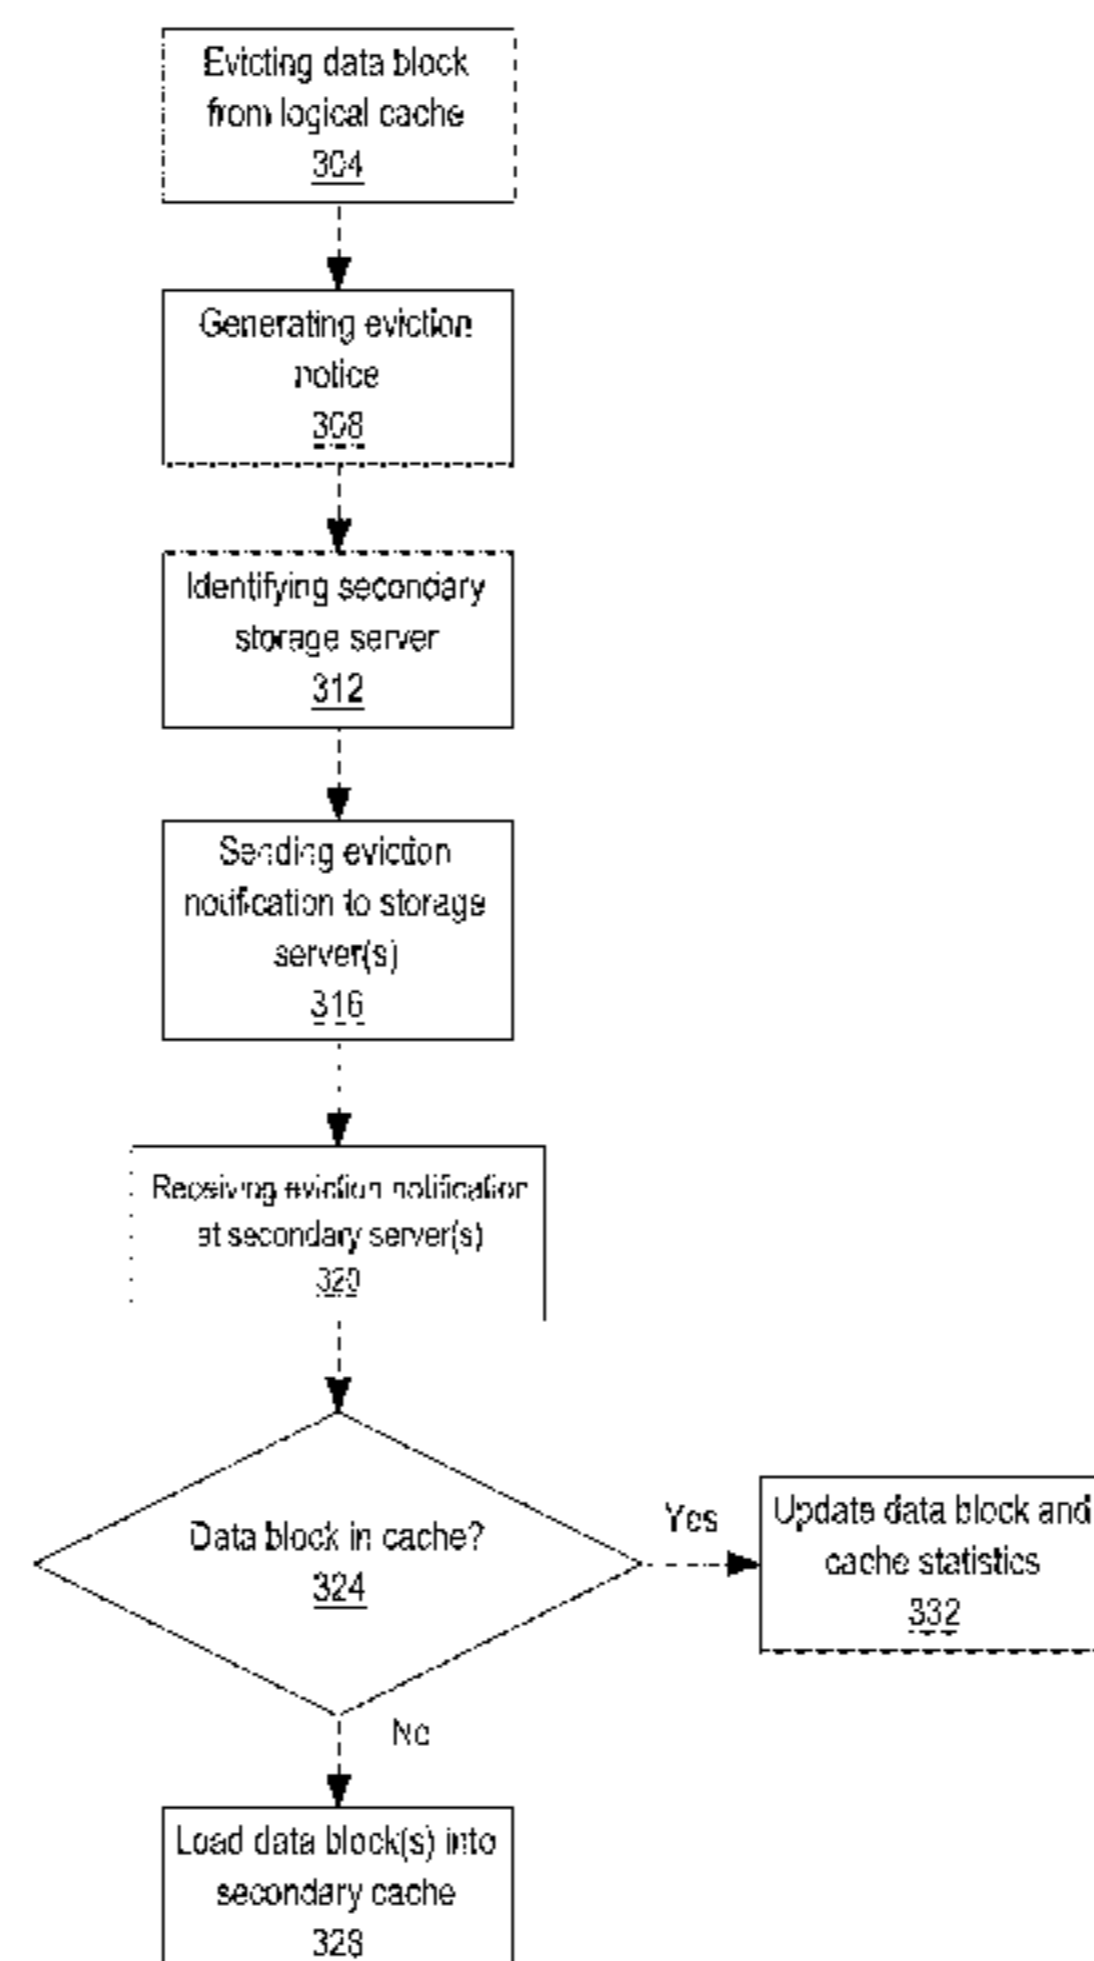 Evicting data block
from logical cache
304
Generating eviction
notice
308
Identifying secondary
storage server
312
Sending eviction
notification to storage
server(s)
316
Receiving eviction notification
at secondary server(s)
320
Data block in cache?
324
Yes
Update data block and
cache statistics
332
No
Load data block(s) into
secondary cache
328